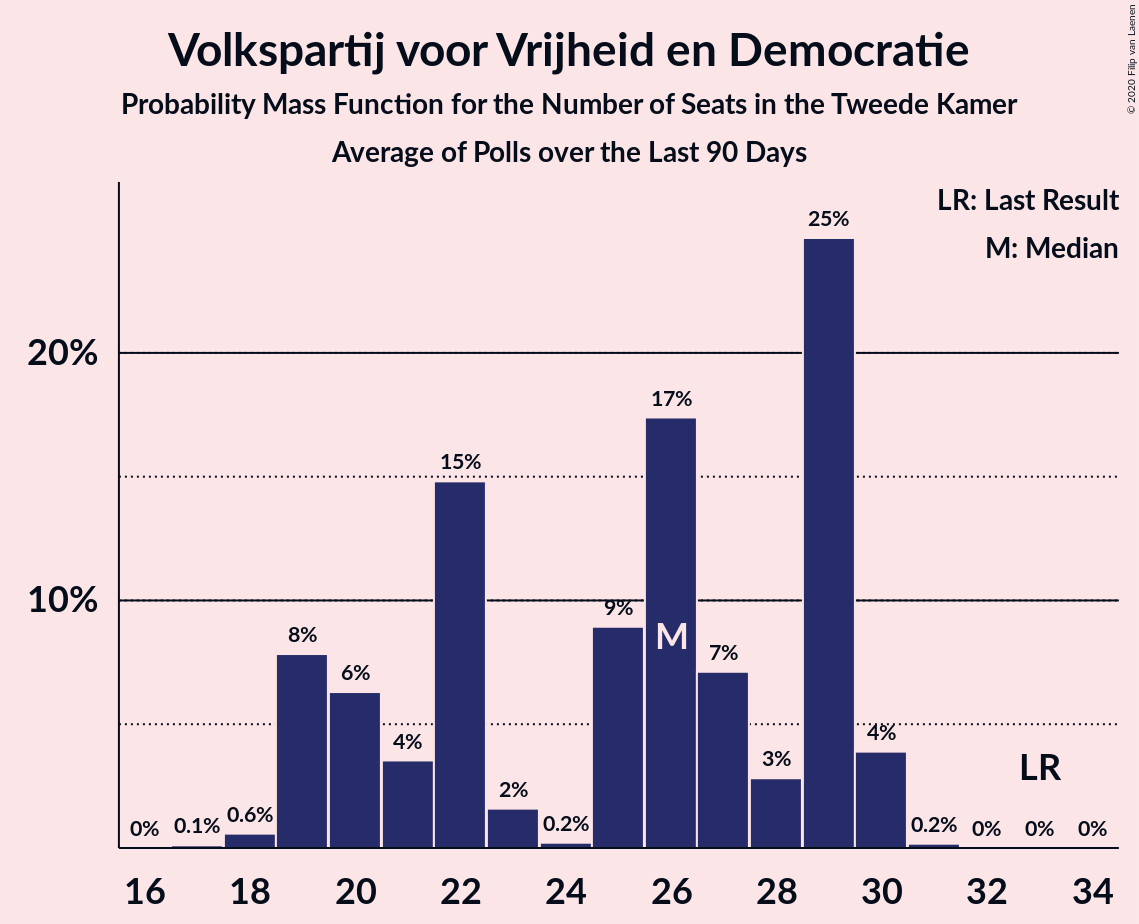 Volkspartij voor Vrijheid en Democratie
Probability Mass Function for the Number of Seats in the Tweede Kamer
Average of Polls over the Last 90 Days
© 2020 Filip van Laenen
LR: Last Result
M: Median
20%
10%
0%
0.1%
0.6%
8%
6%
4%
15%
2%
0.2%
9%
17%
M
7%
3%
25%
4%
0.2%
0%
LR
0%
0%
16 18 20 22 24 26 28 30 32 34